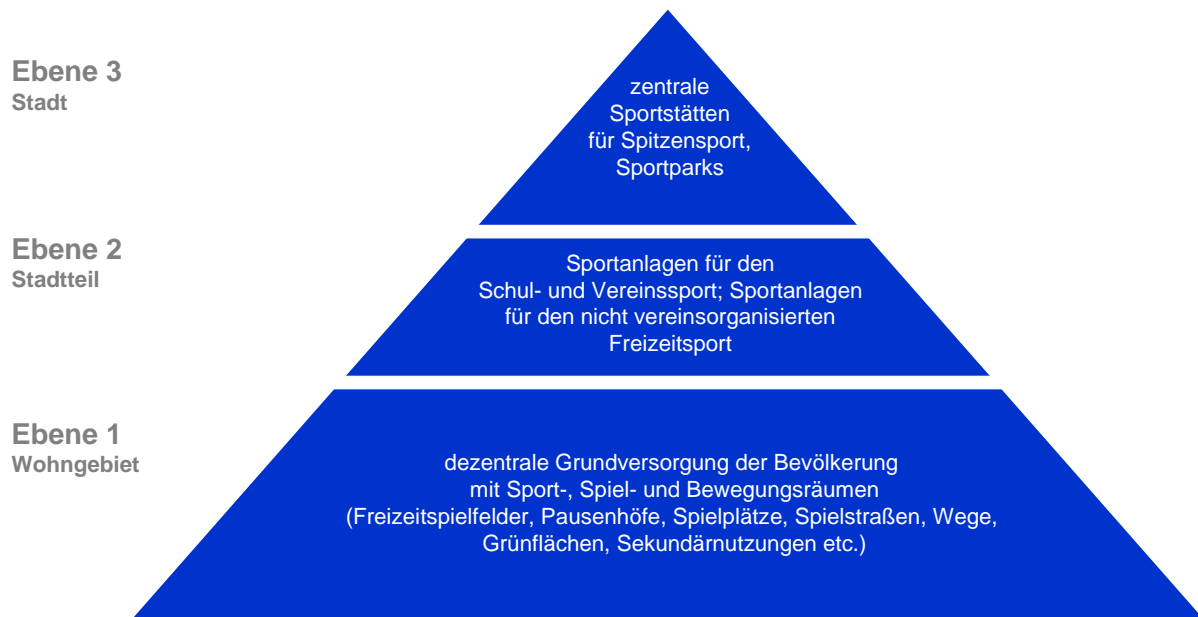 Ebene 3
Stadt
zentrale
Sportstätten
für Spitzensport,
Sportparks
Ebene 2
Stadtteil
Sportanlagen für den
Schul- und Vereinssport; Sportanlagen
für den nicht vereinsorganisierten
Freizeitsport
Ebene 1
Wohngebiet
dezentrale Grundversorgung der Bevölkerung
mit Sport-, Spiel- und Bewegungsräumen
(Freizeitspielfelder, Pausenhöfe, Spielplätze, Spielstraßen, Wege,
Grünflächen, Sekundärnutzungen etc.)